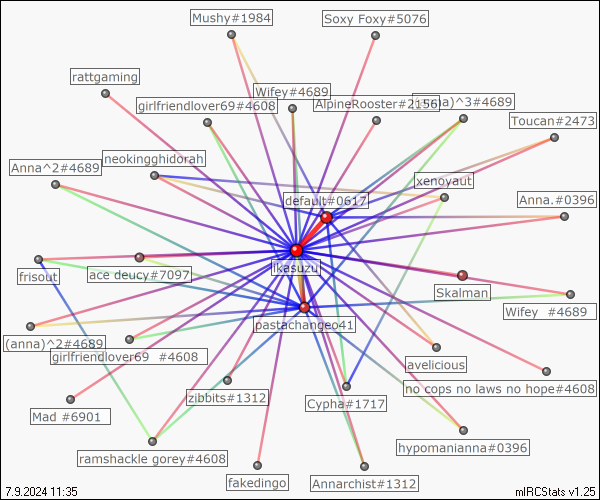 Mushy#1984
Soxy Foxy#5076
rattgaming
Wifey#4689
girlfriendlover69#4608
AlpineRooster#2156
)^3#4689
Toucan#2473
neokingghidorah
Anna^2#4689
xenoyaut
default#0617
Anna.#0396
frisout
ace deucy#7097
ikasuzu
Skalman
Wifey #4689
pastachangeo41
(anna)^2#4689
girlfriendlover69 #4608
avelicious
no cops no laws no hope#4608
Mad #6901
zibbits#1312
Cypha#1717
hypomanianna#0396
ramshackle gorey#4608
fakedingo
Annarchist#1312
7.9.2024 11:35
mIRCStats v1.25